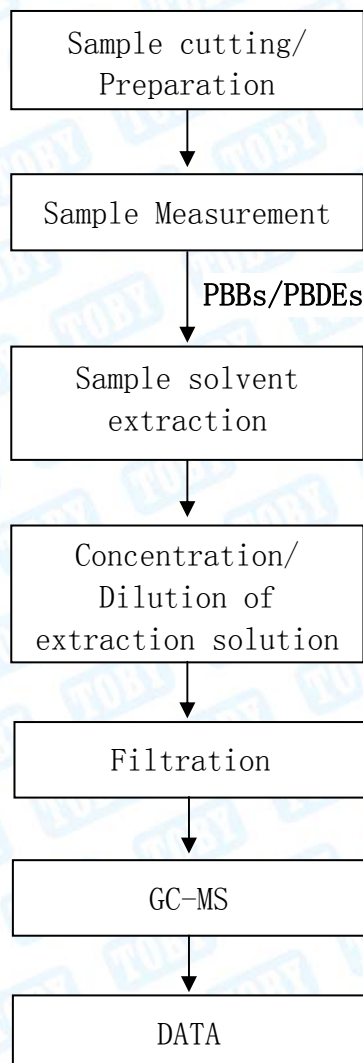 Sample cutting/
Preparation
Sample Measurement
PBBs/PBDEs
Sample solvent
extraction
Concentration/
Dilution of
extraction solution
Filtration
GC-MS
DATA
TOBY